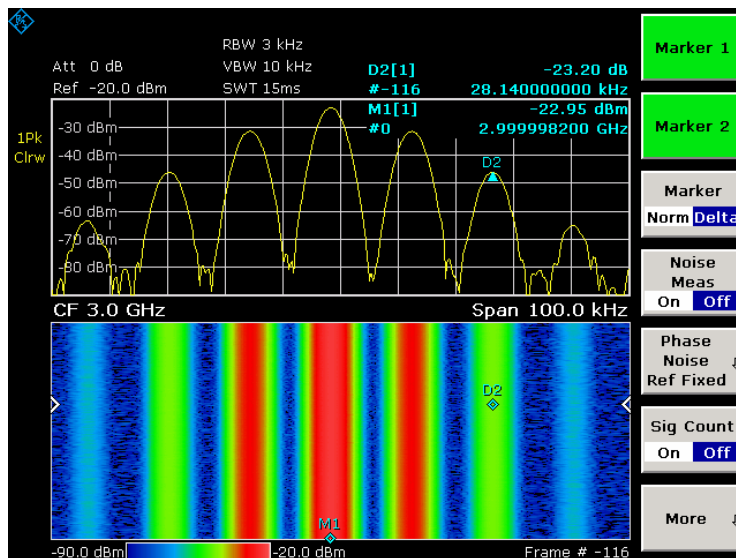 RBW 3 kHz
Att 0 dB VBW 10 kHz D2[1] -23.20 dB
Ref -20.0 dBm SWT 15ms #-116 28.140000000 kHz
M1[1] -22.95 dBm
#0 2.999998200 GHz
1Pk
Clrw
-30 dBm
-40 dBm
-50 dBm
-60 dBm
-70 dBm
-80 dBm
D2
CF 3.0 GHz Span 100.0 kHz
D2
M1
-90.0 dBm -20.0 dBm Frame # -116
Marker 1
Marker 2
Marker
Norm Delta
Noise
Meas
On Off
Phase
Noise
Ref Fixed
Sig Count
On Off
More